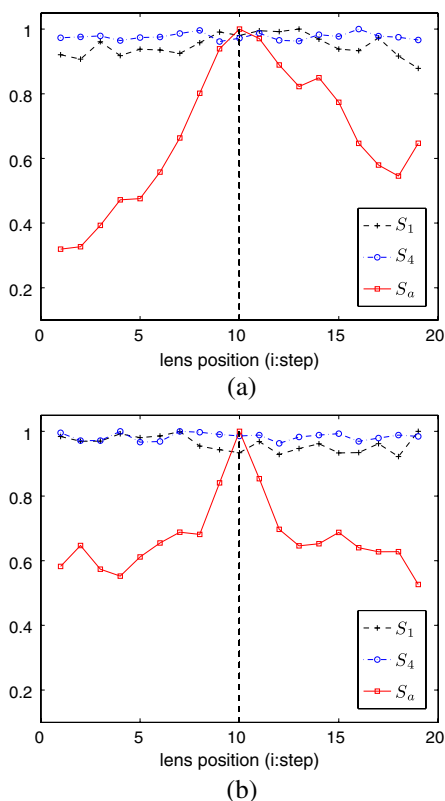 1
0.8
0.6
0.4
0.2
S₁
S₄
Sₐ
0 5 10 15 20
lens position (i:step)
(a)
1
0.8
0.6
0.4
0.2
S₁
S₄
Sₐ
0 5 10 15 20
lens position (i:step)
(b)